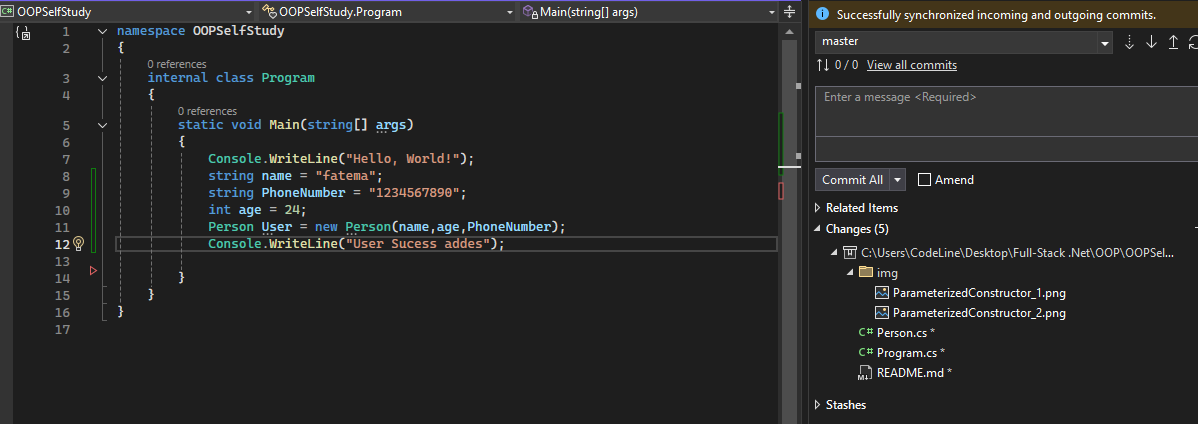 C# OOPSelfStudy
OOPSelfStudy.Program
Main(string[] args)
1 namespace OOPSelfStudy
2 {
0 references
3 internal class Program
4 {
0 references
5 static void Main(string[] args)
6 {
7 Console.WriteLine("Hello, World!");
8 string name = "fatema";
9 string PhoneNumber = "1234567890";
10 int age = 24;
11 Person User = new Person(name,age,PhoneNumber);
12 Console.WriteLine("User Sucess addes");
13
14 }
15 }
16 }
17
Successfully synchronized incoming and outgoing commits.
master
0 / 0 View all commits
Enter a message <Required>
Commit All
Amend
Related Items
Changes (5)
C:\Users\CodeLine\Desktop\Full-Stack .Net\OOP\OOPSel...
img
ParameterizedConstructor_1.png
ParameterizedConstructor_2.png
C# Person.cs *
C# Program.cs *
README.md *
Stashes